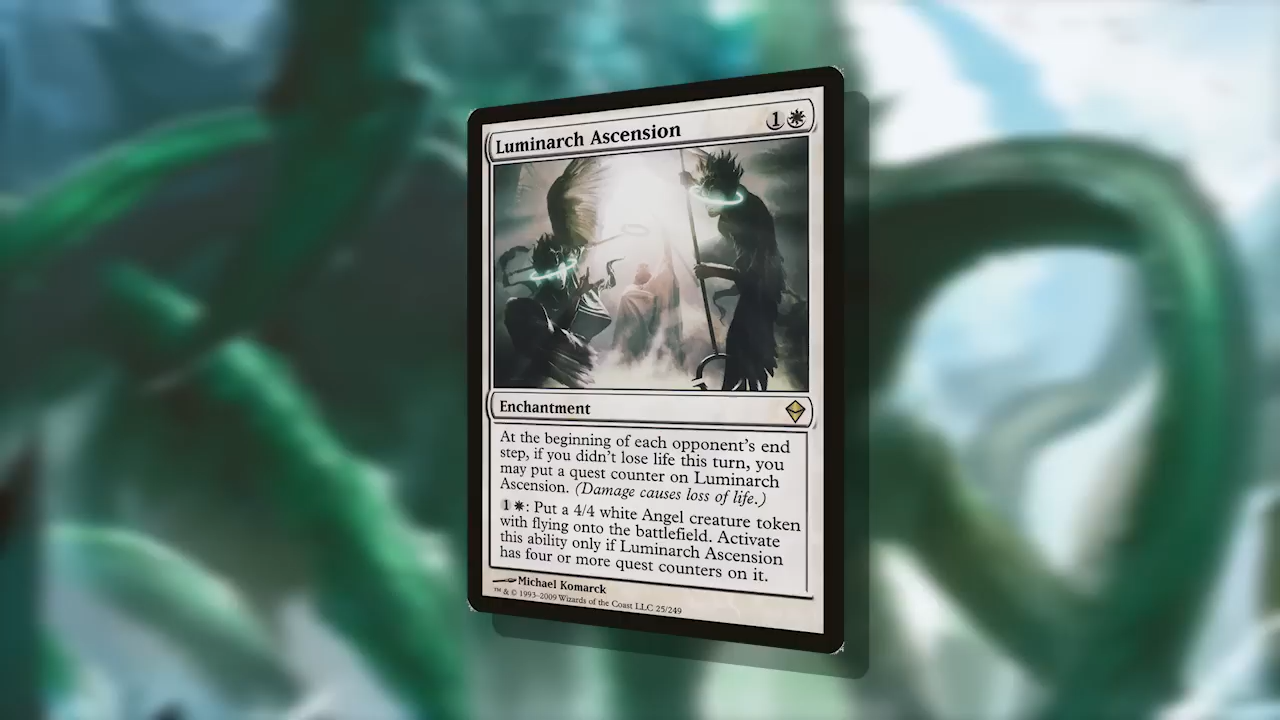 Luminarch Ascension 1
Enchantment
At the beginning of each opponent's end
step, if you didn't lose life this turn, you
may put a quest counter on Luminarch
Ascension. (Damage causes loss of life.)
1 : Put a 4/4 white Angel creature token
with flying onto the battlefield. Activate
this ability only if Luminarch Ascension
has four or more quest counters on it.
Michael Komarck
™ & © 1993–2009 Wizards of the Coast LLC 25/249